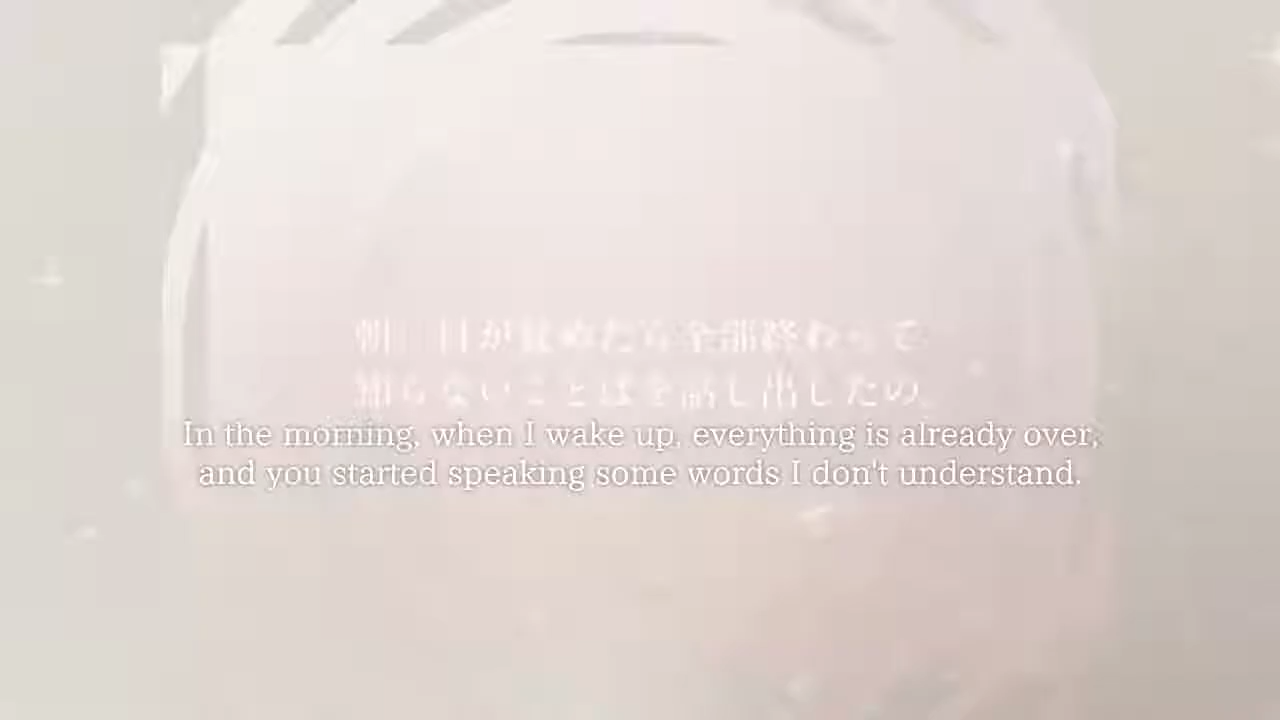 朝、目が覚めたら全部終わって
知らないことばを話し出したの。
In the morning, when I wake up, everything is already over,
and you started speaking some words I don't understand.